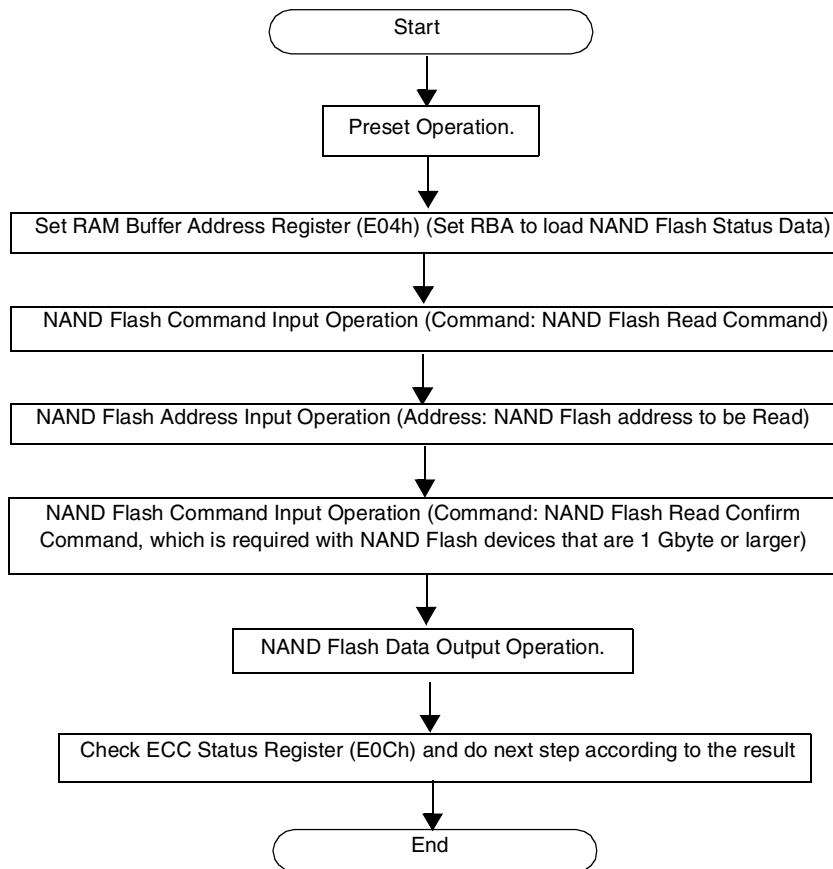 Start
Preset Operation.
Set RAM Buffer Address Register (E04h) (Set RBA to load NAND Flash Status Data)
NAND Flash Command Input Operation (Command: NAND Flash Read Command)
NAND Flash Address Input Operation (Address: NAND Flash address to be Read)
NAND Flash Command Input Operation (Command: NAND Flash Read Confirm
Command, which is required with NAND Flash devices that are 1 Gbyte or larger)
NAND Flash Data Output Operation.
Check ECC Status Register (E0Ch) and do next step according to the result
End